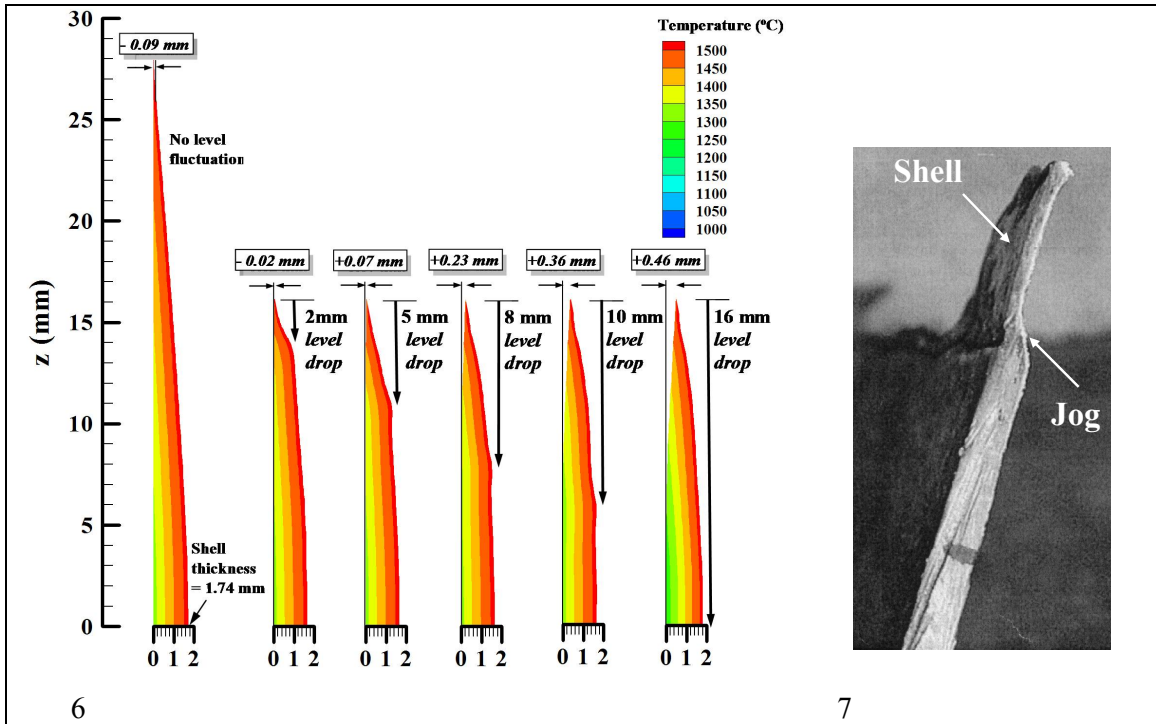 - 0.09 mm
Temperature (ºC)
1500
1450
1400
1350
1250
1200
1150
1100
1050
1000
30
25
20
15
10
5
0
z (mm)
No level
fluctuation
Shell
thickness
= 1.74 mm
- 0.02 mm
+0.07 mm
+0.23 mm
+0.36 mm
+0.46 mm
2mm
level
drop
5 mm
level
drop
8 mm
level
drop
10 mm
level
drop
16 mm
level
drop
0 1 2
0 1 2
0 1 2
0 1 2
0 1 2
0 1 2
6
Shell
Jog
7